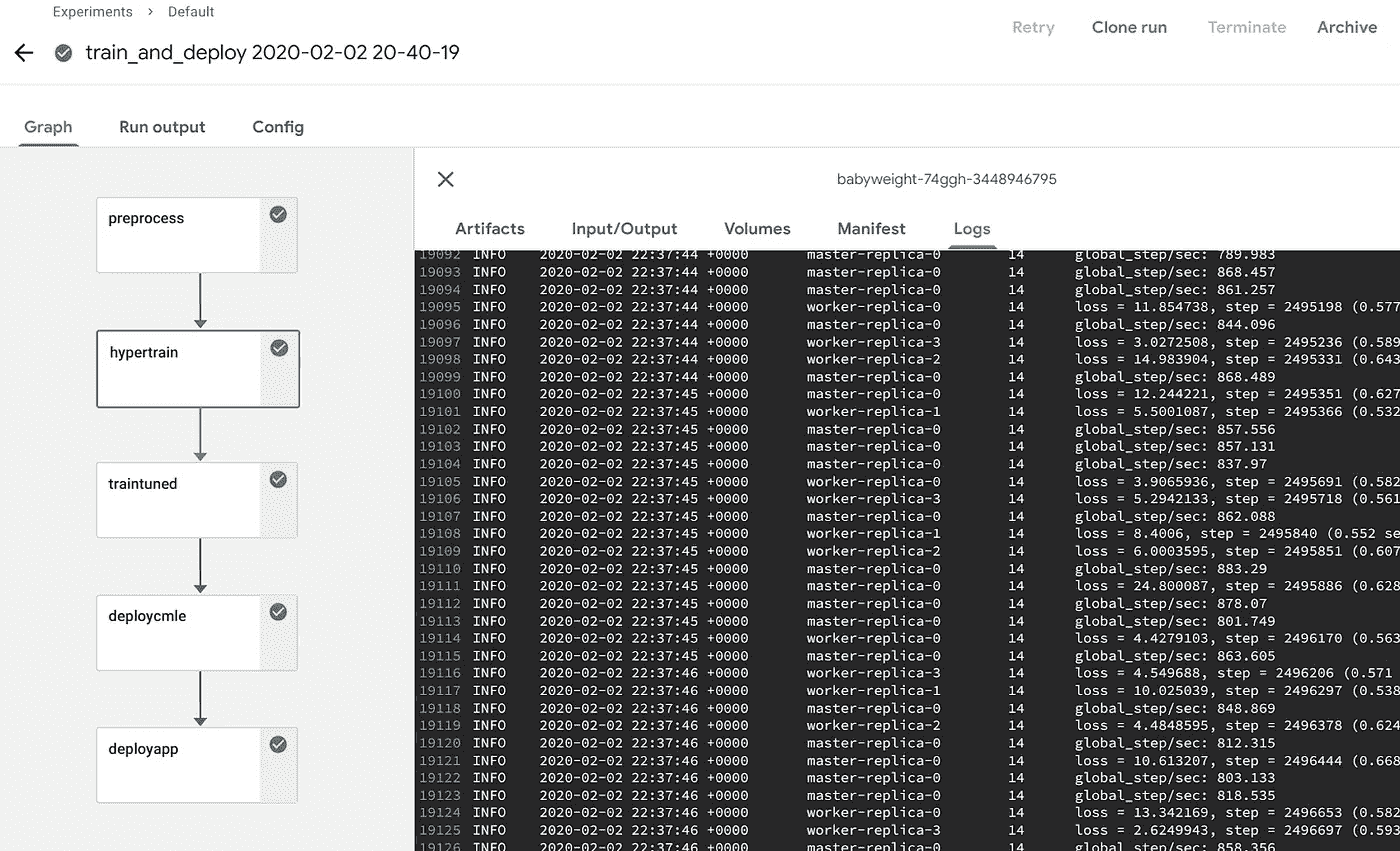 Experiments > Default
Retry Clone run Terminate Archive
train_and_deploy 2020-02-02 20-40-19
Graph Run output Config
preprocess
hypertrain
traintuned
deploycmle
deployapp
babyweight-74ggh-3448946795
Artifacts Input/Output Volumes Manifest Logs
19092 INFO 2020-02-02 22:37:44 +0000 master-replica-0 14 global_step/sec: 789.983
19093 INFO 2020-02-02 22:37:44 +0000 master-replica-0 14 global_step/sec: 868.457
19094 INFO 2020-02-02 22:37:44 +0000 master-replica-0 14 global_step/sec: 861.257
19095 INFO 2020-02-02 22:37:44 +0000 worker-replica-1 14 loss = 11.854738, step = 2495198 (0.577
19096 INFO 2020-02-02 22:37:44 +0000 master-replica-0 14 global_step/sec: 844.096
19097 INFO 2020-02-02 22:37:44 +0000 worker-replica-3 14 loss = 3.0272508, step = 2495236 (0.589
19098 INFO 2020-02-02 22:37:44 +0000 worker-replica-2 14 loss = 14.983904, step = 2495331 (0.643
19099 INFO 2020-02-02 22:37:44 +0000 master-replica-0 14 global_step/sec: 868.489
19100 INFO 2020-02-02 22:37:45 +0000 master-replica-0 14 loss = 12.244221, step = 2495351 (0.627
19101 INFO 2020-02-02 22:37:45 +0000 worker-replica-1 14 loss = 5.5001087, step = 2495366 (0.532
19102 INFO 2020-02-02 22:37:45 +0000 master-replica-0 14 global_step/sec: 857.556
19103 INFO 2020-02-02 22:37:45 +0000 master-replica-0 14 global_step/sec: 857.131
19104 INFO 2020-02-02 22:37:45 +0000 master-replica-0 14 global_step/sec: 837.97
19105 INFO 2020-02-02 22:37:45 +0000 master-replica-0 14 loss = 3.9065936, step = 2495691 (0.582
19106 INFO 2020-02-02 22:37:45 +0000 worker-replica-3 14 loss = 5.2942133, step = 2495718 (0.561
19107 INFO 2020-02-02 22:37:45 +0000 master-replica-0 14 global_step/sec: 862.088
19108 INFO 2020-02-02 22:37:45 +0000 worker-replica-1 14 loss = 8.4006, step = 2495840 (0.552 se
19109 INFO 2020-02-02 22:37:45 +0000 worker-replica-2 14 loss = 6.0003595, step = 2495851 (0.607
19110 INFO 2020-02-02 22:37:45 +0000 master-replica-0 14 global_step/sec: 883.29
19111 INFO 2020-02-02 22:37:45 +0000 master-replica-0 14 loss = 24.800087, step = 2495886 (0.628
19112 INFO 2020-02-02 22:37:45 +0000 master-replica-0 14 global_step/sec: 878.07
19113 INFO 2020-02-02 22:37:45 +0000 master-replica-0 14 global_step/sec: 801.749
19114 INFO 2020-02-02 22:37:45 +0000 worker-replica-0 14 loss = 4.4279103, step = 2496170 (0.563
19115 INFO 2020-02-02 22:37:45 +0000 master-replica-0 14 global_step/sec: 863.605
19116 INFO 2020-02-02 22:37:46 +0000 worker-replica-3 14 loss = 4.549688, step = 2496206 (0.571
19117 INFO 2020-02-02 22:37:46 +0000 worker-replica-1 14 loss = 10.025039, step = 2496297 (0.538
19118 INFO 2020-02-02 22:37:46 +0000 master-replica-0 14 global_step/sec: 848.869
19119 INFO 2020-02-02 22:37:46 +0000 worker-replica-2 14 loss = 4.4848595, step = 2496378 (0.624
19120 INFO 2020-02-02 22:37:46 +0000 master-replica-0 14 global_step/sec: 812.315
19121 INFO 2020-02-02 22:37:46 +0000 master-replica-0 14 loss = 10.613207, step = 2496444 (0.668
19122 INFO 2020-02-02 22:37:46 +0000 master-replica-0 14 global_step/sec: 803.133
19123 INFO 2020-02-02 22:37:46 +0000 master-replica-0 14 global_step/sec: 818.535
19124 INFO 2020-02-02 22:37:46 +0000 worker-replica-0 14 loss = 13.342169, step = 2496653 (0.582
19125 INFO 2020-02-02 22:37:46 +0000 worker-replica-3 14 loss = 2.6249943, step = 2496697 (0.593
19126 INFO 2020-02-02 22:37:46 +0000 master-replica-0 14 global_step/sec: 858.356